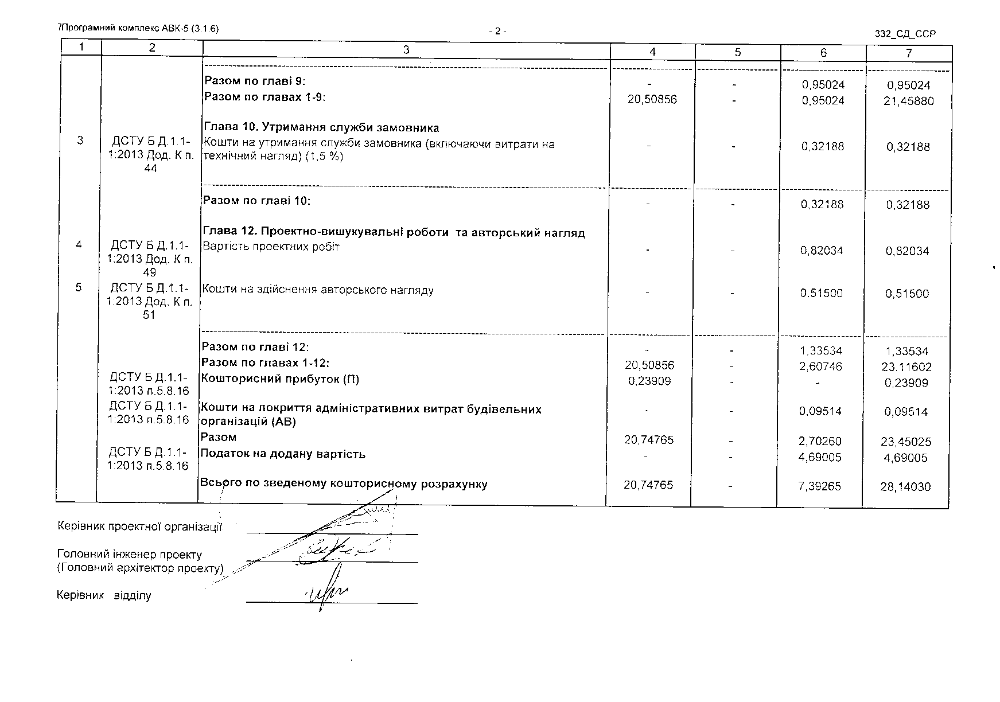 7Програмний комплекс АВК-5 (3.1.6)
- 2 -
332_СД_ССР
1 2 3 4 5 6 7
Разом по главі 9: - - 0,95024 0,95024
Разом по главах 1-9: 20,50856 - 0,95024 21,45880
Глава 10. Утримання служби замовника
3 ДСТУ Б Д.1.1- Кошти на утримання служби замовника (включаючи витрати на - - 0,32188 0,32188
1:2013 Дод. К п. технічний нагляд) (1,5 %)
44
Разом по главі 10: - - 0,32188 0,32188
Глава 12. Проектно-вишукувальні роботи та авторський нагляд
4 ДСТУ Б Д.1.1- Вартість проектних робіт - - 0,82034 0,82034
1:2013 Дод. К п.
49
5 ДСТУ Б Д.1.1- Кошти на здійснення авторського нагляду - - 0,51500 0,51500
1:2013 Дод. К п.
51
Разом по главі 12: - - 1,33534 1,33534
Разом по главах 1-12: 20,50856 - 2,60746 23,11602
ДСТУ Б Д.1.1- Кошторисний прибуток (П) 0,23909 - - 0,23909
1:2013 п.5.8.16
ДСТУ Б Д.1.1- Кошти на покриття адміністративних витрат будівельних - - 0,09514 0,09514
1:2013 п.5.8.16 організацій (АВ)
Разом 20,74765 - 2,70260 23,45025
ДСТУ Б Д.1.1- Податок на додану вартість - - 4,69005 4,69005
1:2013 п.5.8.16
Всього по зведеному кошторисному розрахунку 20,74765 - 7,39265 28,14030
Керівник проектної організації
Головний інженер проекту
(Головний архітектор проекту)
Керівник відділу